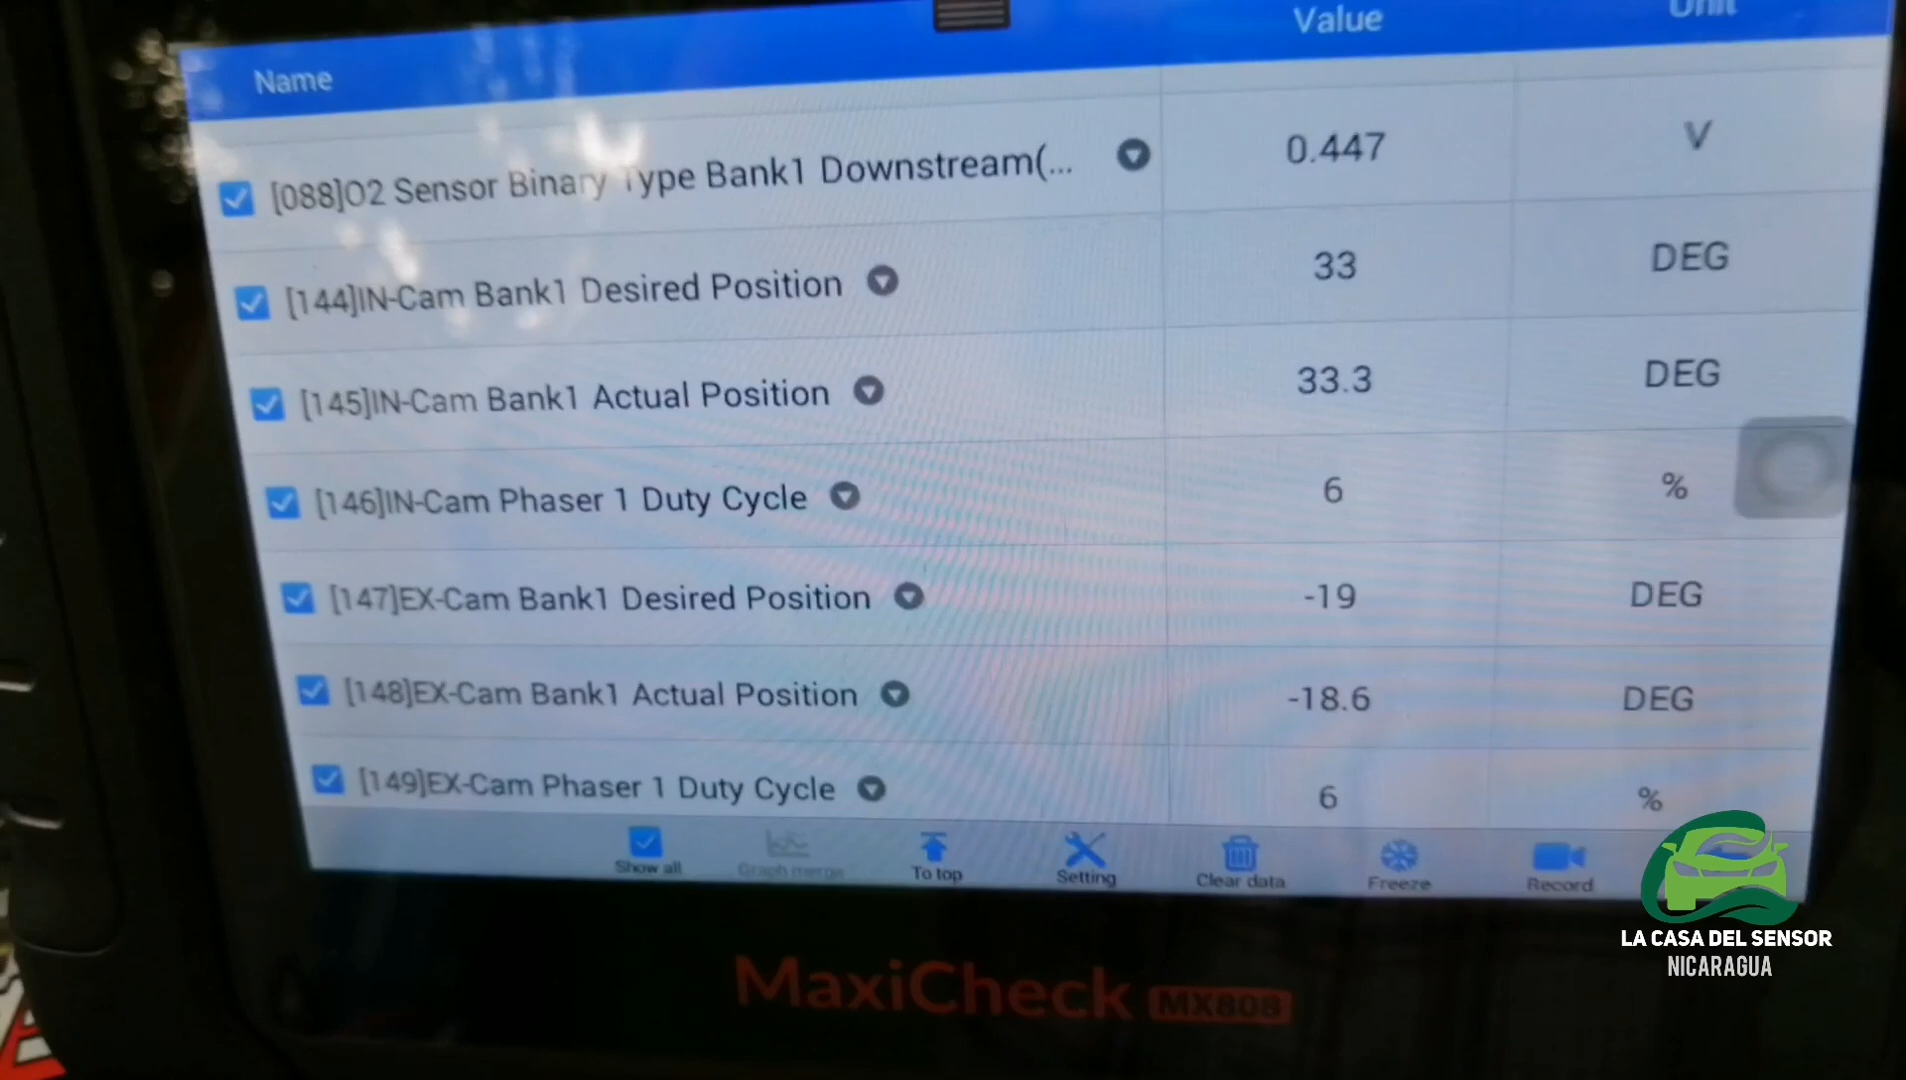 Name Value Unit
[088]O2 Sensor Binary Type Bank1 Downstream(... 0.447 V
[144]IN-Cam Bank1 Desired Position 33 DEG
[145]IN-Cam Bank1 Actual Position 33.3 DEG
[146]IN-Cam Phaser 1 Duty Cycle 6 %
[147]EX-Cam Bank1 Desired Position -19 DEG
[148]EX-Cam Bank1 Actual Position -18.6 DEG
[149]EX-Cam Phaser 1 Duty Cycle 6 %
Show all Graph merge To top Setting Clear data Freeze Record
LA CASA DEL SENSOR
NICARAGUA
MaxiCheck MX808